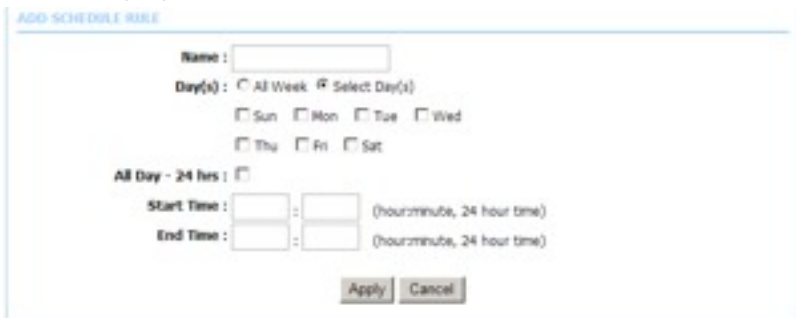 ADD SCHEDULE RULE
Name :
Day(s) : All Week Select Day(s)
Sun Mon Tue Wed
Thu Fri Sat
All Day - 24 hrs :
Start Time : : (hour:minute, 24 hour time)
End Time : : (hour:minute, 24 hour time)
Apply Cancel